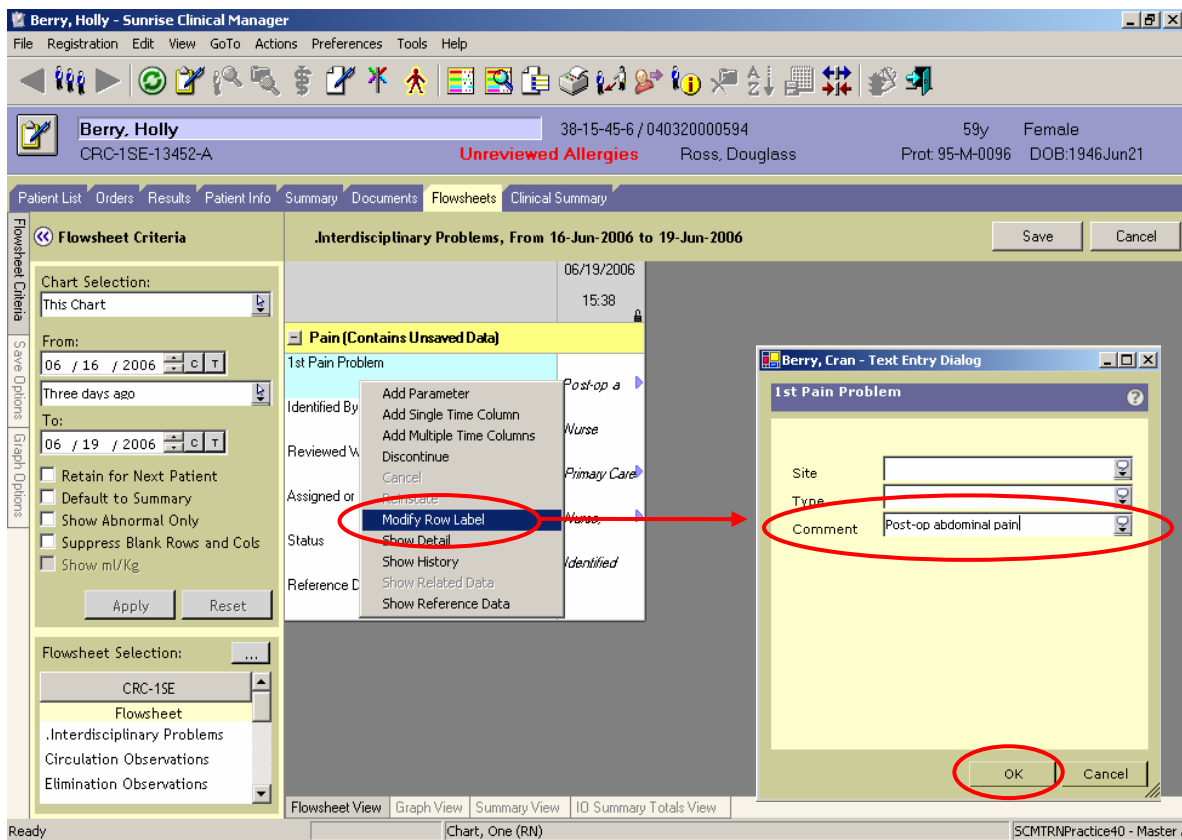 Berry, Holly - Sunrise Clinical Manager
File Registration Edit View GoTo Actions Preferences Tools Help
Berry, Holly 38-15-45-6 / 040320000594 59y Female
CRC-1SE-13452-A Unreviewed Allergies Ross, Douglass Prot: 95-M-0096 DOB:1946Jun21
Patient List Orders Results Patient Info Summary Documents Flowsheets Clinical Summary
Flowsheet Criteria
Save Options
Graph Options
Flowsheet Criteria
.Interdisciplinary Problems, From 16-Jun-2006 to 19-Jun-2006 Save Cancel
Chart Selection:
This Chart
From:
06 / 16 / 2006 C T
Three days ago
To:
06 / 19 / 2006 C T
Retain for Next Patient
Default to Summary
Show Abnormal Only
Suppress Blank Rows and Cols
Show ml/Kg
Apply Reset
Flowsheet Selection: ...
CRC-1SE
Flowsheet
.Interdisciplinary Problems
Circulation Observations
Elimination Observations
06/19/2006
15:38
Pain (Contains Unsaved Data)
1st Pain Problem
Post-op a
Identified By
Nurse
Reviewed W
Primary Care
Assigned or
Nurse,
Status
Identified
Reference D
Add Parameter
Add Single Time Column
Add Multiple Time Columns
Discontinue
Cancel
Reinstate
Modify Row Label
Show Detail
Show History
Show Related Data
Show Reference Data
Berry, Cran - Text Entry Dialog
1st Pain Problem ?
Site
Type
Comment Post-op abdominal pain
OK Cancel
Flowsheet View Graph View Summary View IO Summary Totals View
Ready Chart, One (RN) SCMTRNPractice40 - Master